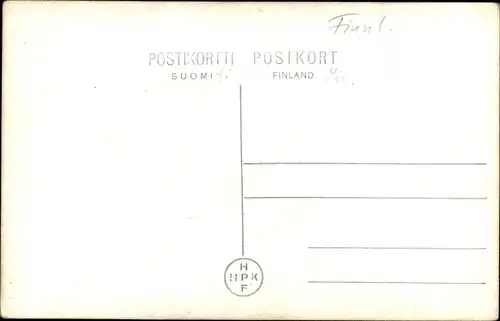 Finnl.
POSTIKORTTI POSTKORT
SUOMI FINLAND
H
HPK
F